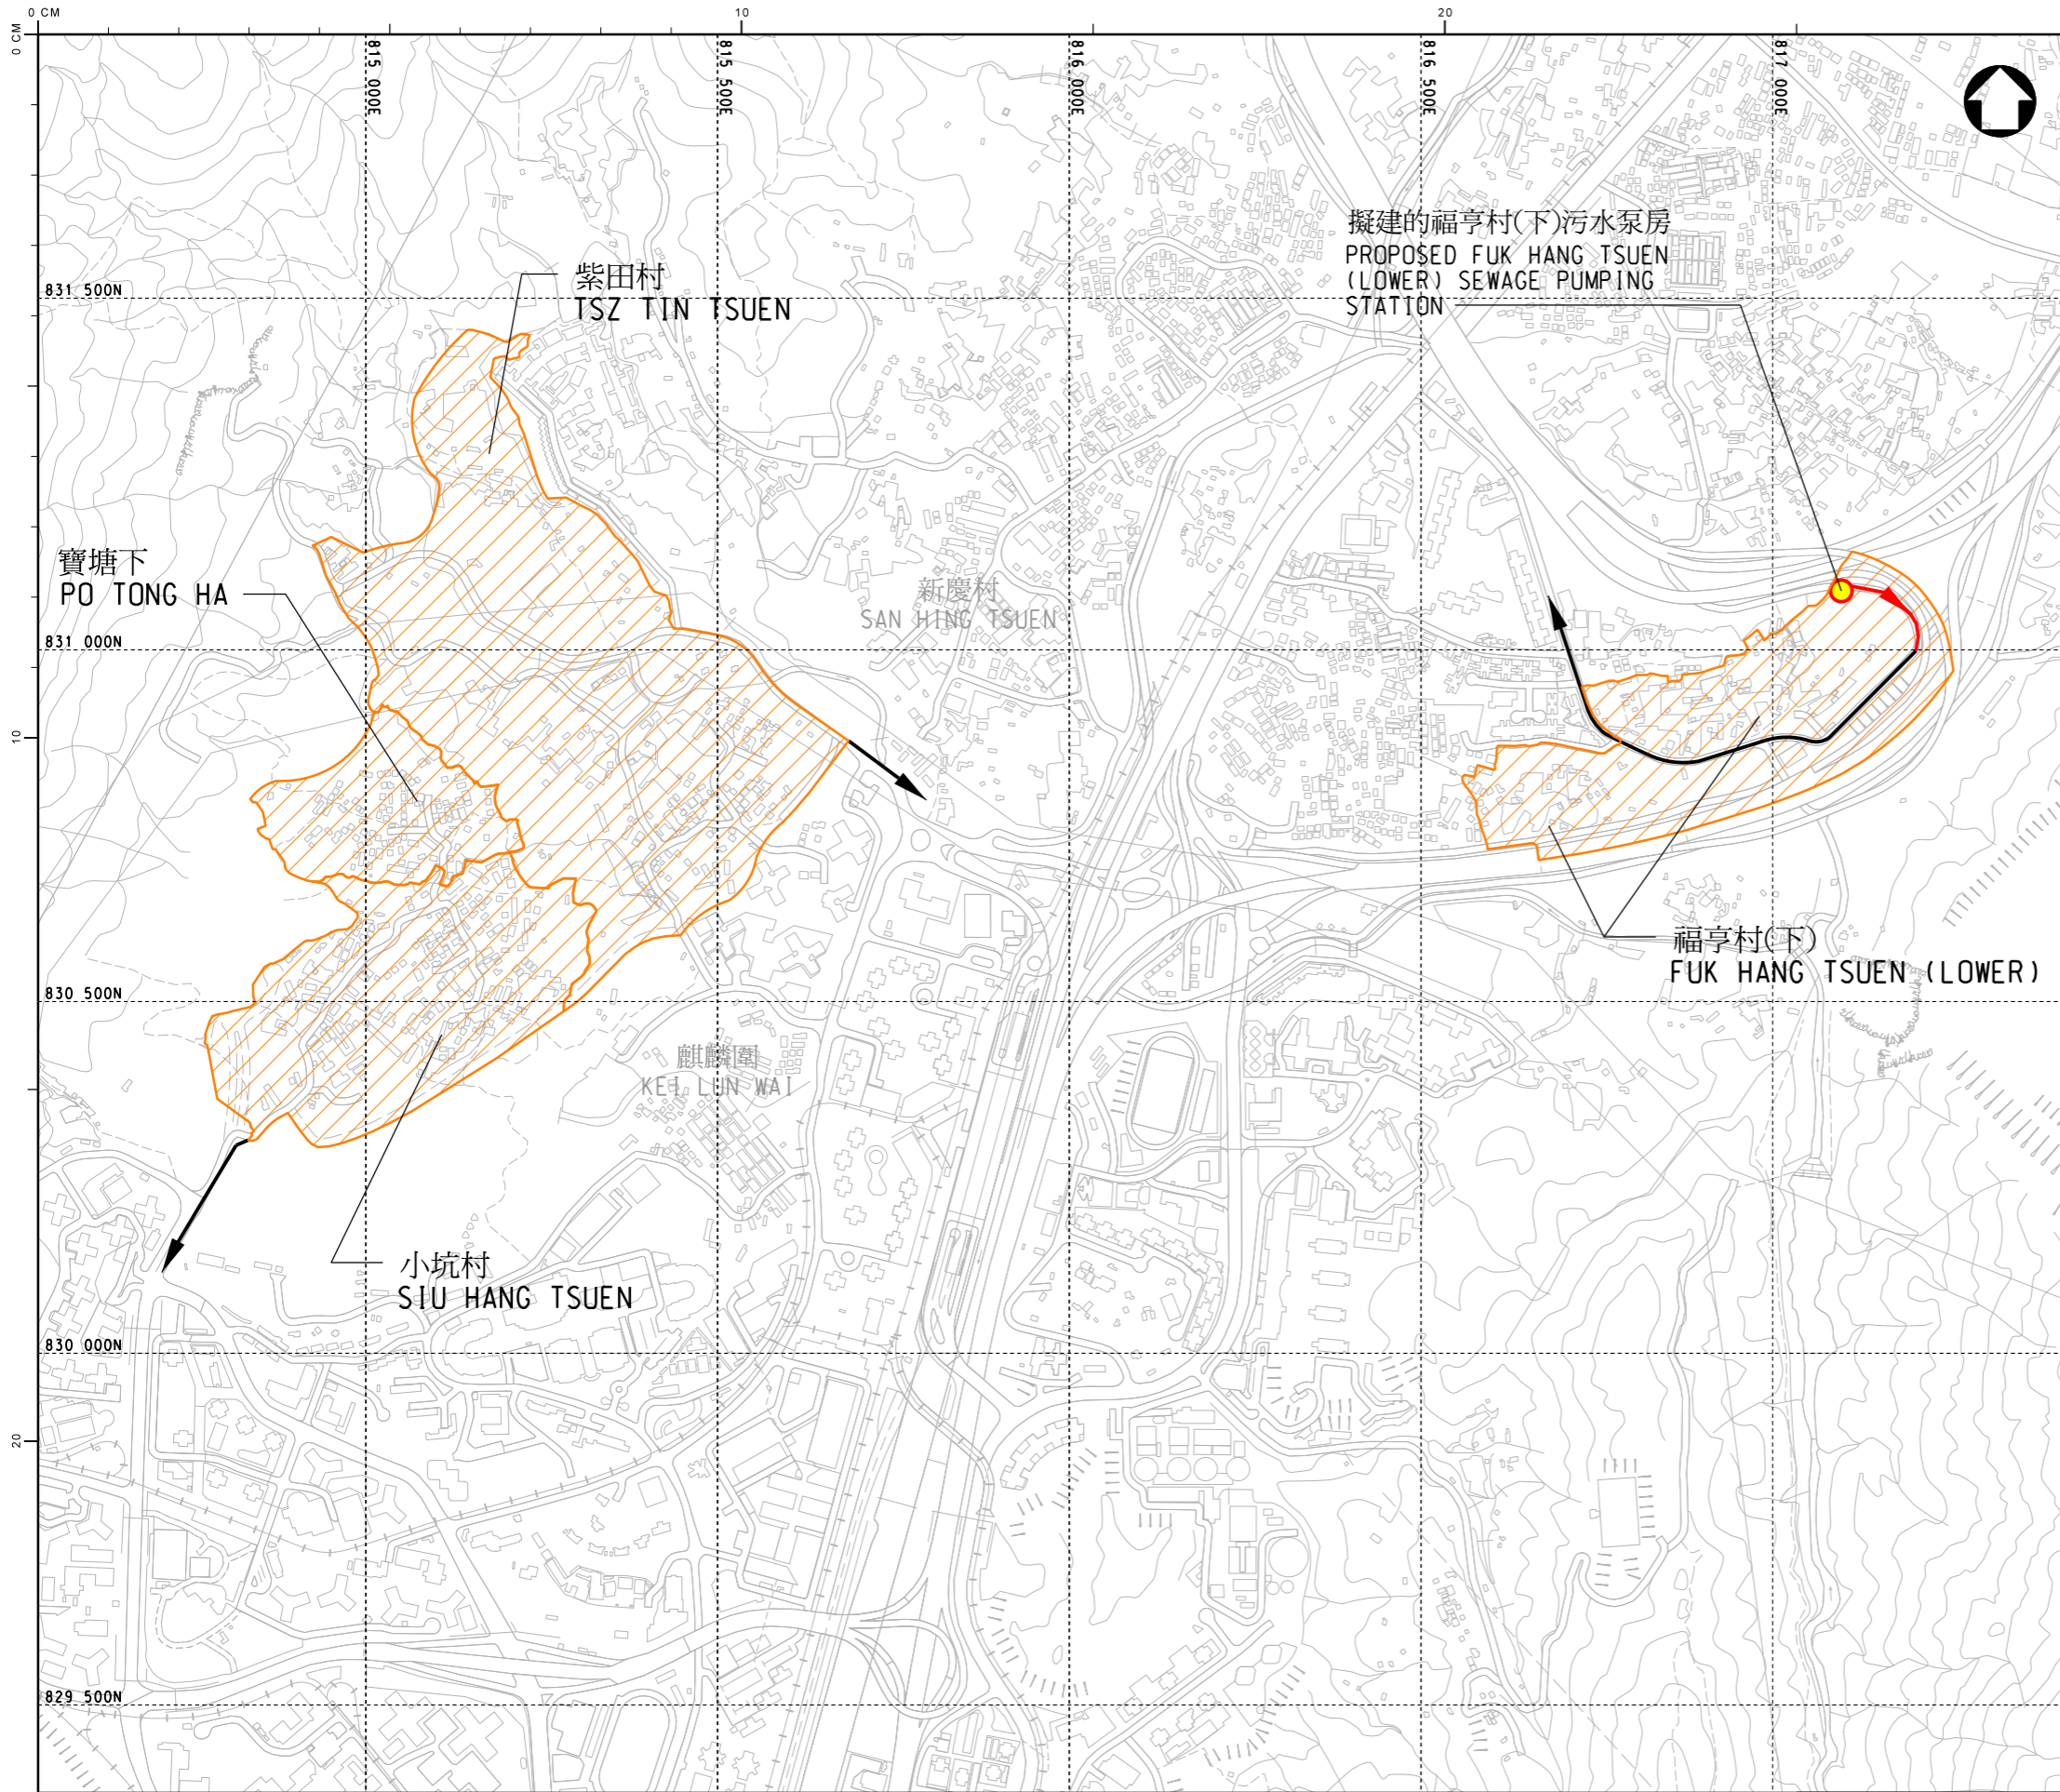 0 CM
10
20
0 CM
10
20
815 000E
815 500E
816 000E
816 500E
817 000E
擬建的福亨村(下)污水泵房
PROPOSED FUK HANG TSUEN
(LOWER) SEWAGE PUMPING
STATION
紫田村
TSZ TIN TSUEN
831 500N
寶塘下
PO TONG HA
新慶村
SAN HING TSUEN
831 000N
福亨村(下)
FUK HANG TSUEN (LOWER)
830 500N
麒麟圍
KEI LUN WAI
小坑村
SIU HANG TSUEN
830 000N
829 500N